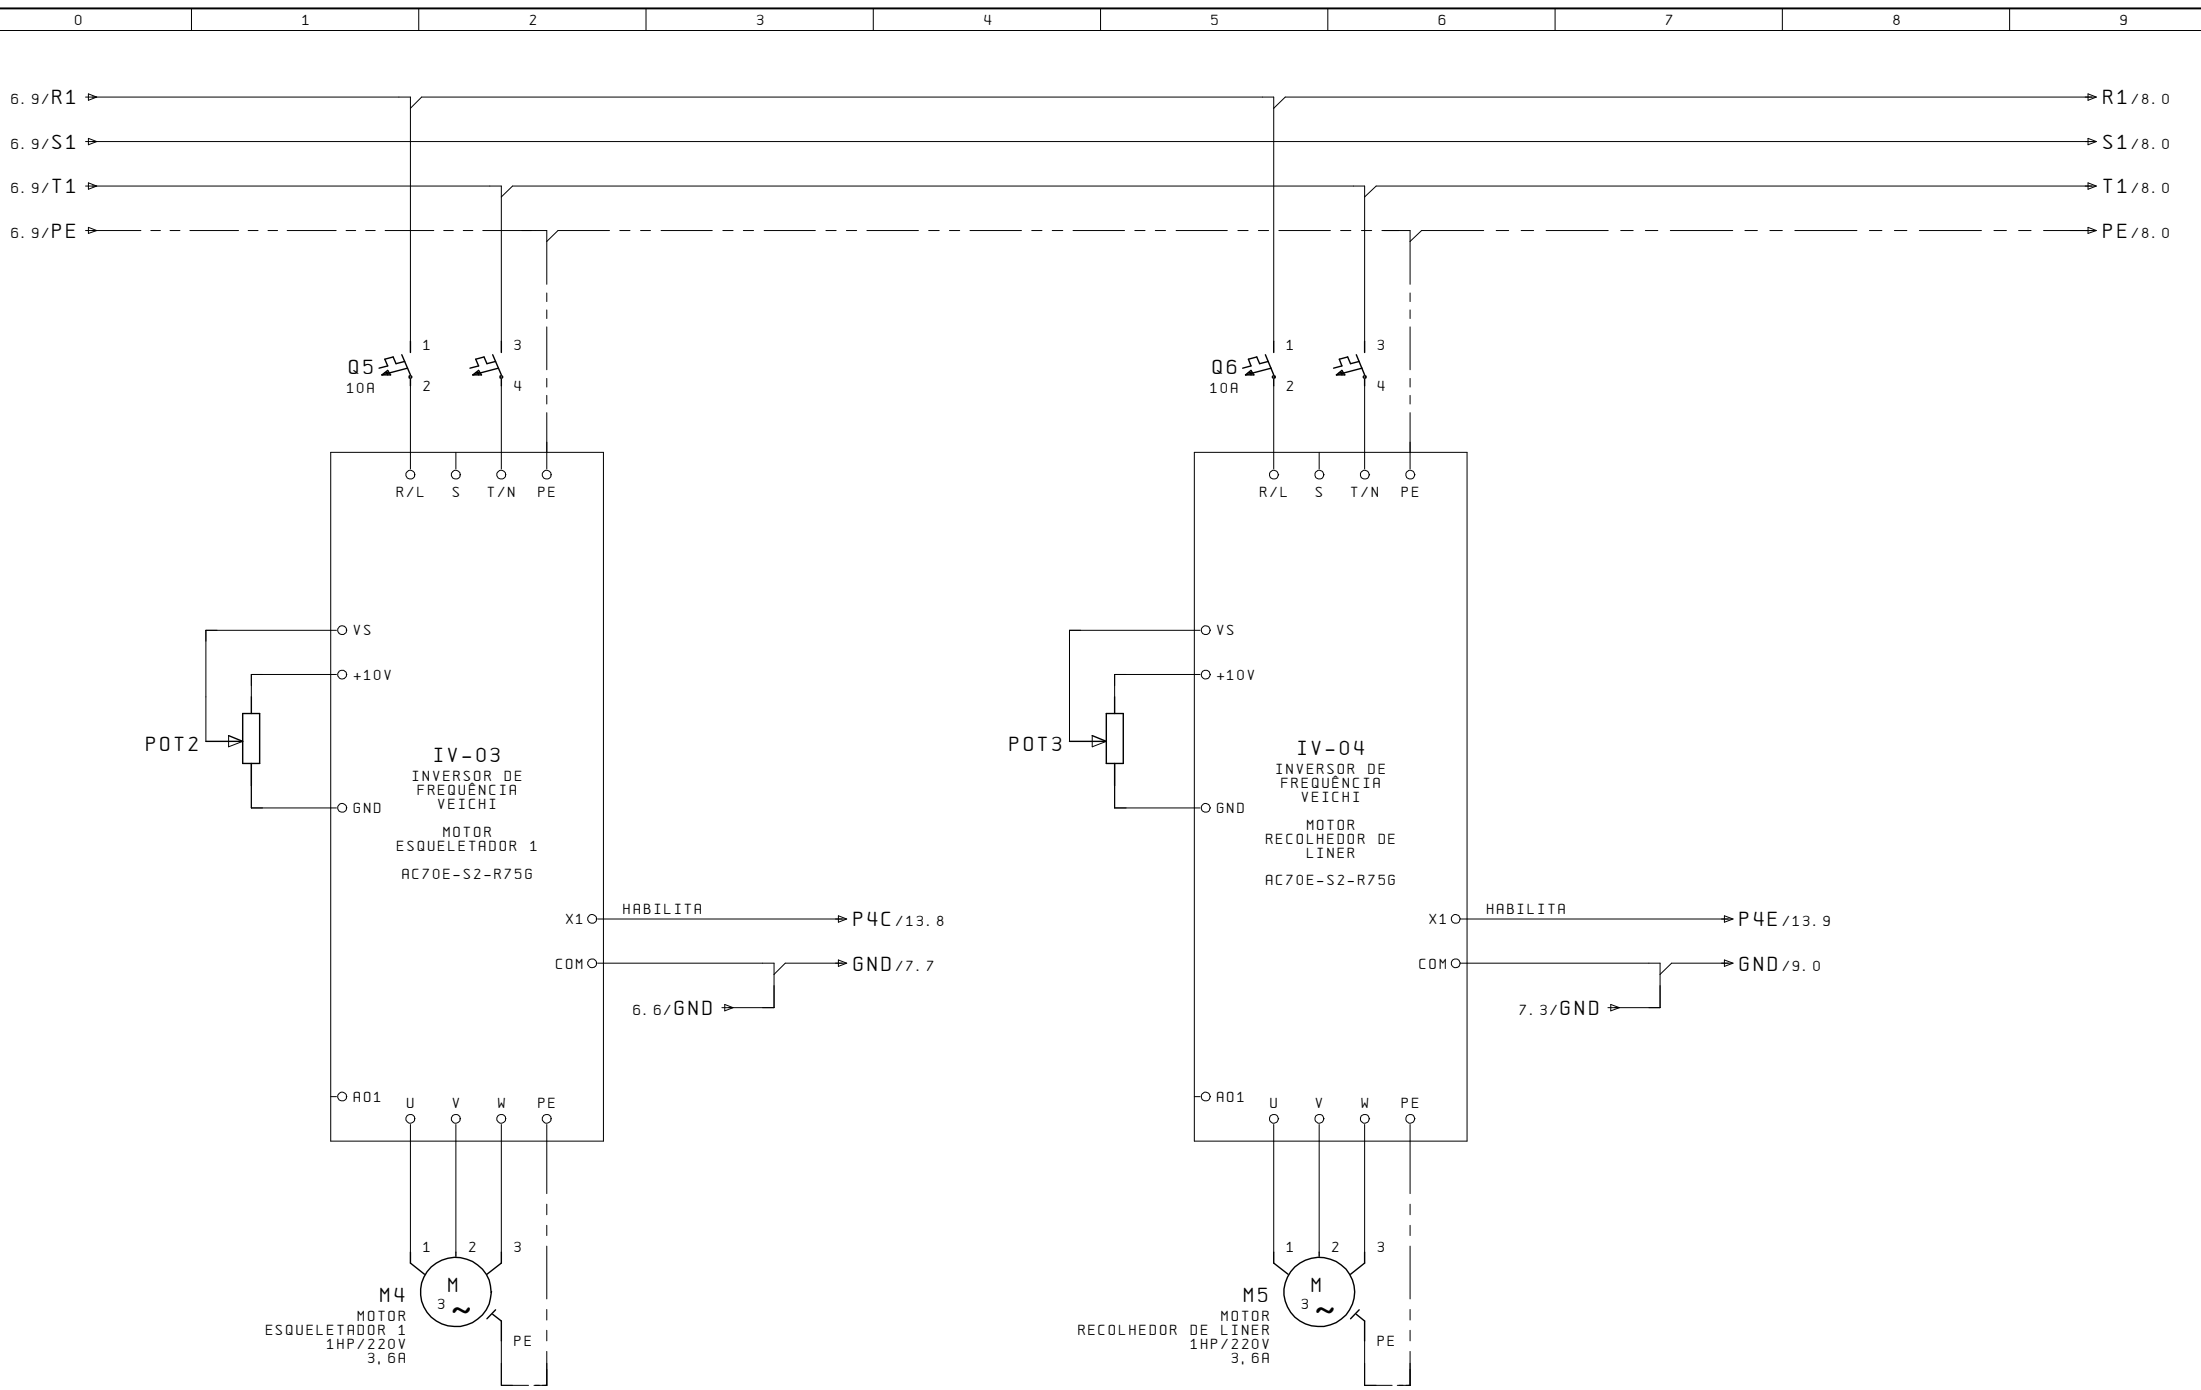 0 1 2 3 4 5 6 7 8 9
6.9/R1 R1/8.0
6.9/S1 S1/8.0
6.9/T1 T1/8.0
6.9/PE PE/8.0
1 3 1 3
Q5 Q6
10A 2 4 10A 2 4
R/L S T/N PE R/L S T/N PE
VS VS
+10V +10V
POT2 POT3
GND GND
IV-03
INVERSOR DE
FREQUÊNCIA
VEICHI
MOTOR
ESQUELETADOR 1
AC70E-S2-R75G
IV-04
INVERSOR DE
FREQUÊNCIA
VEICHI
MOTOR
RECOLHEDOR DE
LINER
AC70E-S2-R75G
X1 HABILITA P4C/13.8
COM GND/7.7
6.6/GND
X1 HABILITA P4E/13.9
COM GND/9.0
7.3/GND
AO1 U V W PE
AO1 U V W PE
1 2 3
M4 M
3 ~
MOTOR
ESQUELETADOR 1
1HP/220V
3,6A
PE
1 2 3
M5 M
3 ~
MOTOR
RECOLHEDOR DE LINER
1HP/220V
3,6A
PE